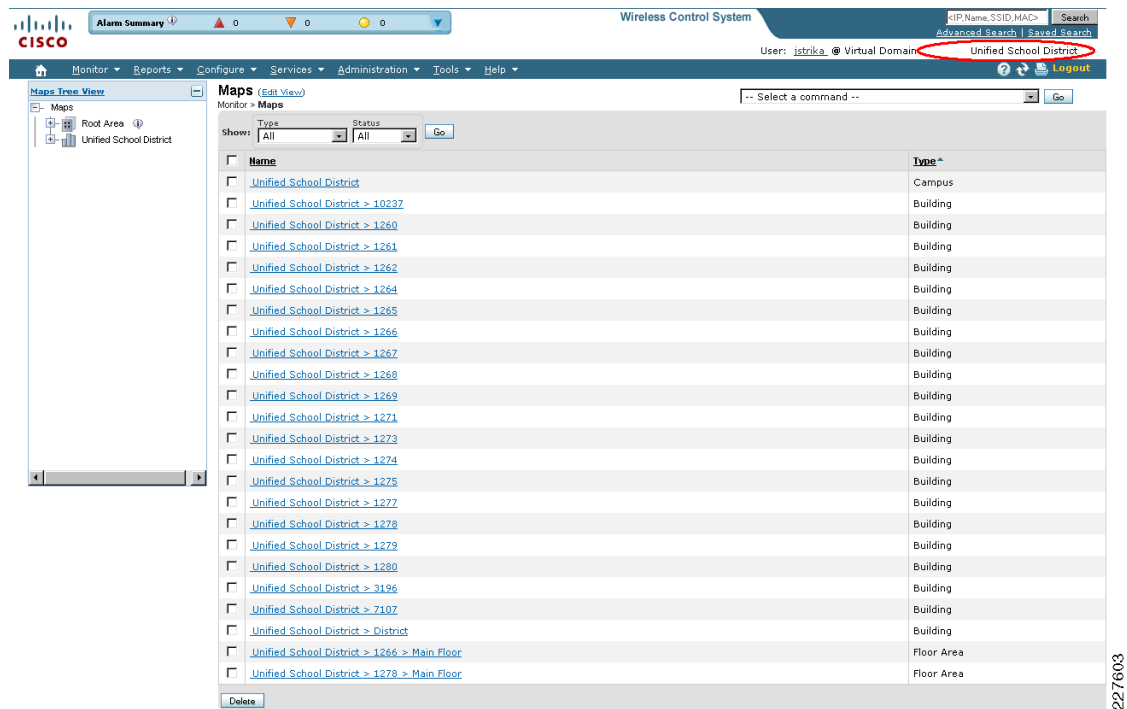 CISCO
Alarm Summary 0 0 0
Wireless Control System
<IP,Name,SSID,MAC> Search
Advanced Search | Saved Search
User: jstrika @ Virtual Domain Unified School District
Monitor Reports Configure Services Administration Tools Help Logout
Maps Tree View
Maps
Root Area
Unified School District
Maps (Edit View)
Monitor > Maps
-- Select a command -- Go
Show: Type All Status All Go
Name Type
Unified School District Campus
Unified School District > 10237 Building
Unified School District > 1260 Building
Unified School District > 1261 Building
Unified School District > 1262 Building
Unified School District > 1264 Building
Unified School District > 1265 Building
Unified School District > 1266 Building
Unified School District > 1267 Building
Unified School District > 1268 Building
Unified School District > 1269 Building
Unified School District > 1271 Building
Unified School District > 1273 Building
Unified School District > 1274 Building
Unified School District > 1275 Building
Unified School District > 1277 Building
Unified School District > 1278 Building
Unified School District > 1279 Building
Unified School District > 1280 Building
Unified School District > 3196 Building
Unified School District > 7107 Building
Unified School District > District Building
Unified School District > 1266 > Main Floor Floor Area
Unified School District > 1278 > Main Floor Floor Area
Delete
227603